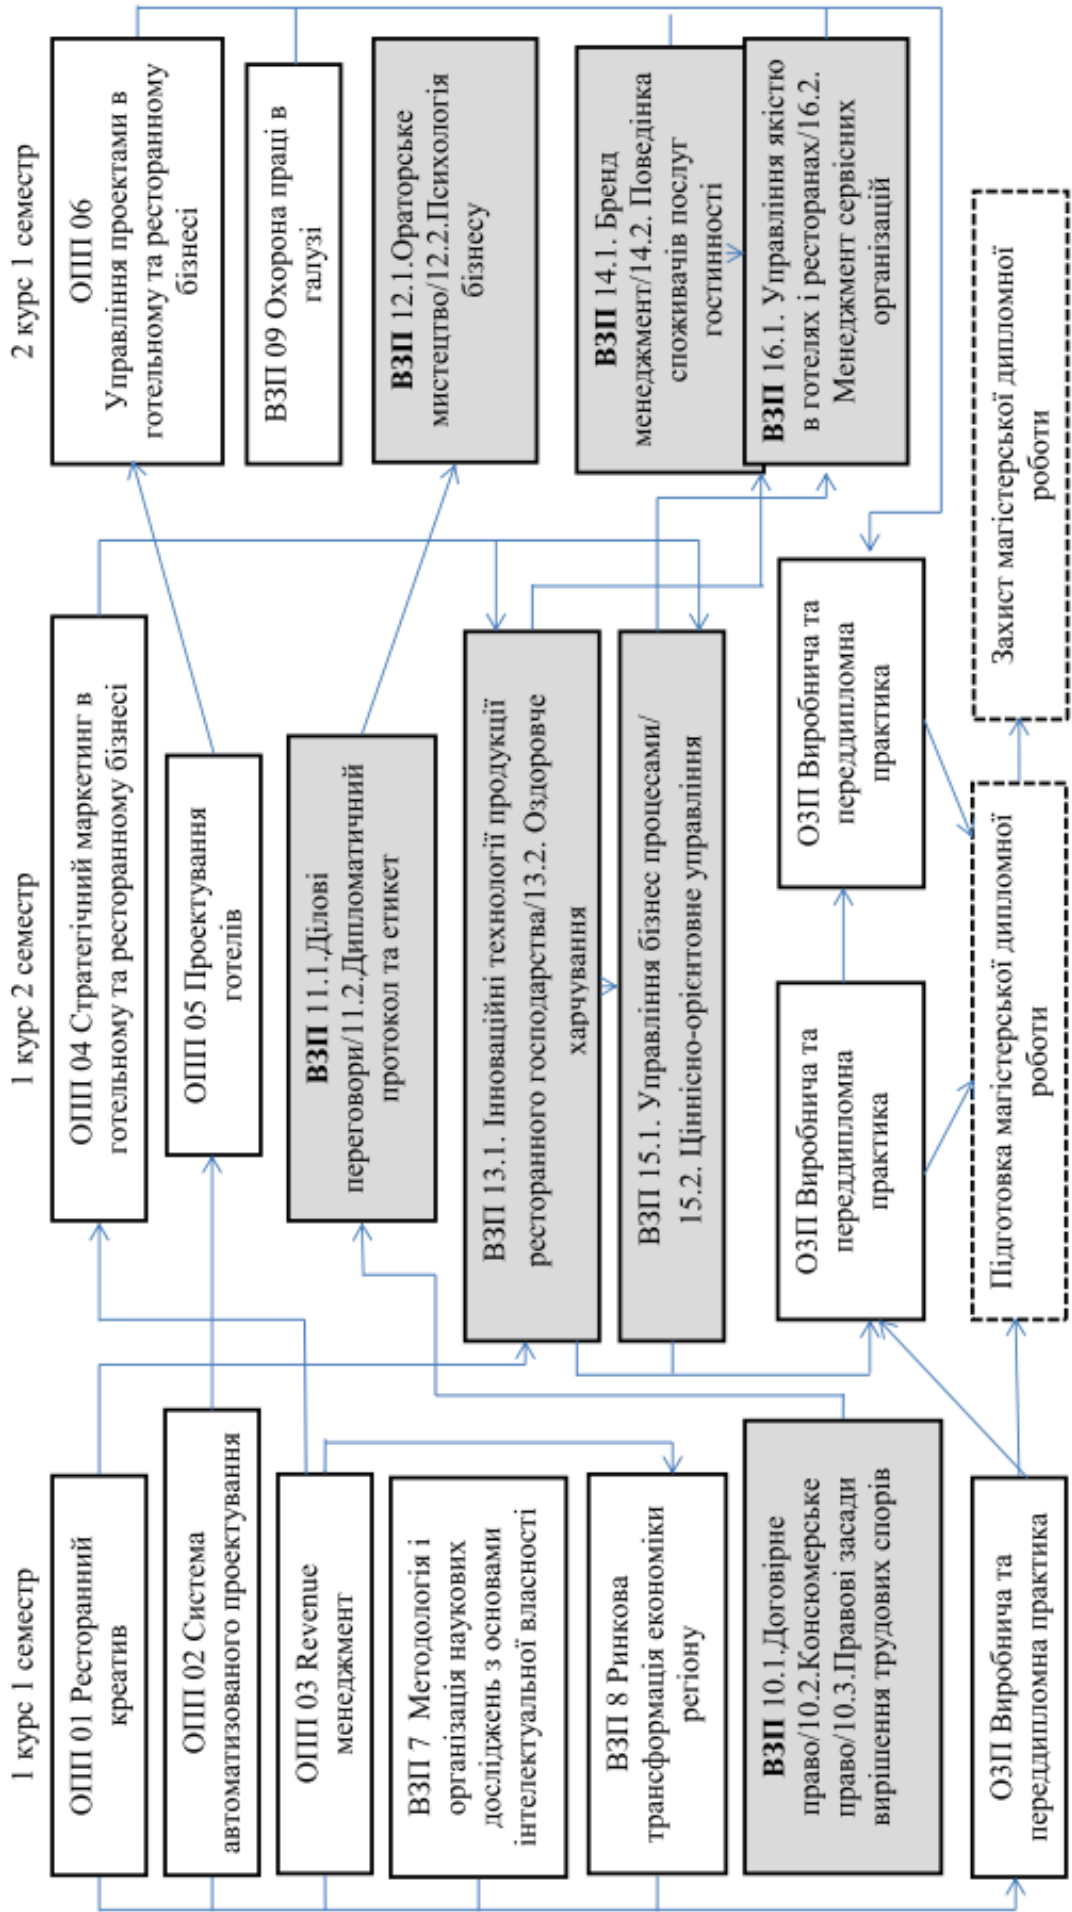 1 курс 1 семестр
ОПП 01 Ресторанний
креатив
ОПП 02 Система
автоматизованого проектування
ОПП 03 Revenue
менеджмент
ВЗП 7 Методологія і
організація наукових
досліджень з основами
інтелектуальної власності
ВЗП 8 Ринкова
трансформація економіки
регіону
ВЗП 10.1.Договірне
право/10.2.Консюмерське
право/10.3.Правові засади
вирішення трудових спорів
ОЗП Виробнича та
переддипломна практика
1 курс 2 семестр
ОПП 04 Стратегічний маркетинг в
готельному та ресторанному бізнесі
ОПП 05 Проектування
готелів
ВЗП 11.1.Ділові
переговори/11.2.Дипломатичний
протокол та етикет
ВЗП 13.1. Інноваційні технології продукції
ресторанного господарства/13.2. Оздоровче
харчування
ВЗП 15.1. Управління бізнес процесами/
15.2. Ціннісно-орієнтовне управління
ОЗП Виробнича та
переддипломна
практика
ОЗП Виробнича та
переддипломна
практика
Підготовка магістерської дипломної
роботи
2 курс 1 семестр
ОПП 06
Управління проектами в
готельному та ресторанному
бізнесі
ВЗП 09 Охорона праці в
галузі
ВЗП 12.1.Ораторське
мистецтво/12.2.Психологія
бізнесу
ВЗП 14.1. Бренд
менеджмент/14.2. Поведінка
споживачів послуг
гостинності
ВЗП 16.1. Управління якістю
в готелях і ресторанах/16.2.
Менеджмент сервісних
організацій
Захист магістерської дипломної
роботи